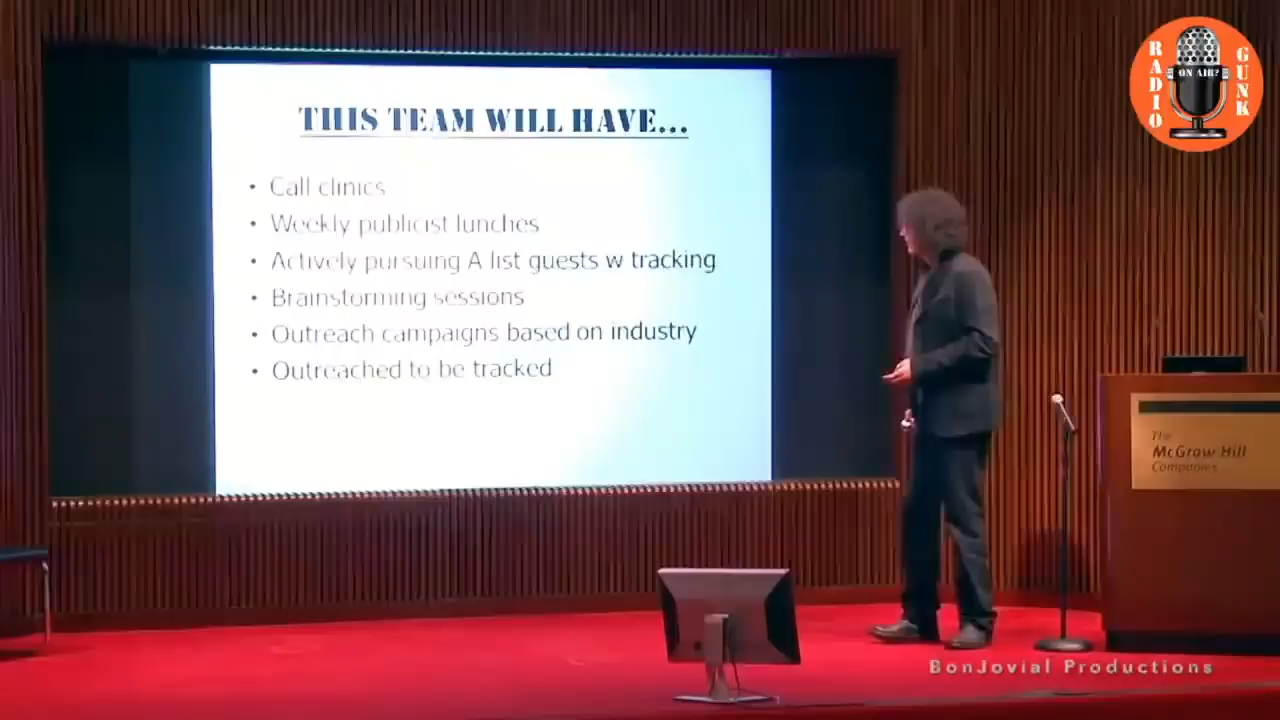 THIS TEAM WILL HAVE...
• Call clinics
• Weekly publicist lunches
• Actively pursuing A list guests w tracking
• Brainstorming sessions
• Outreach campaigns based on industry
• Outreached to be tracked
RADIO
ON AIR?
GUNK
The
McGraw Hill
Companies
BonJovial Productions